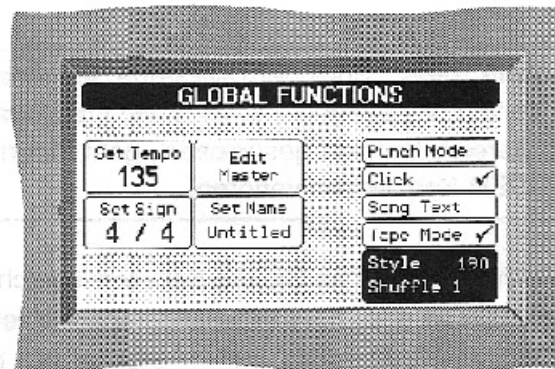 GLOBAL FUNCTIONS
Set Tempo
135
Edit
Master
Set Sign
4 / 4
Set Name
Untitled
Punch Mode
Click ✓
Song Text
Tape Mode ✓
Style 190
Shuffle 1